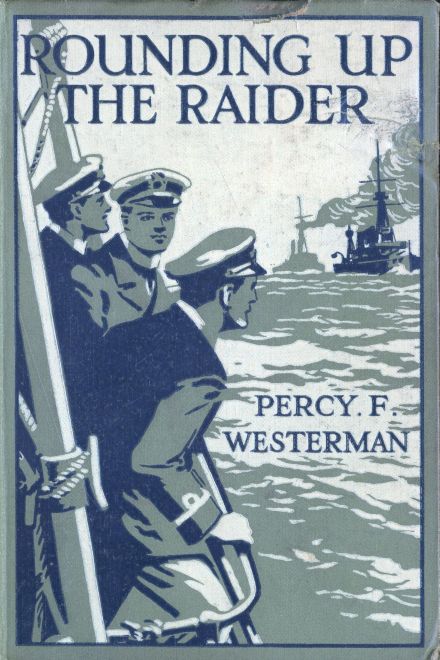 ROUNDING UP
THE RAIDER
PERCY. F.
WESTERMAN